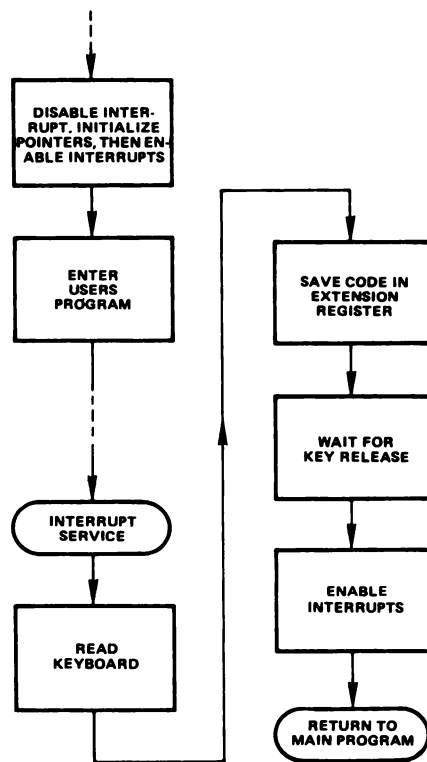 DISABLE INTER-
RUPT, INITIALIZE
POINTERS, THEN EN-
ABLE INTERRUPTS
ENTER
USERS
PROGRAM
INTERRUPT
SERVICE
READ
KEYBOARD
SAVE CODE IN
EXTENSION
REGISTER
WAIT FOR
KEY RELEASE
ENABLE
INTERRUPTS
RETURN TO
MAIN PROGRAM